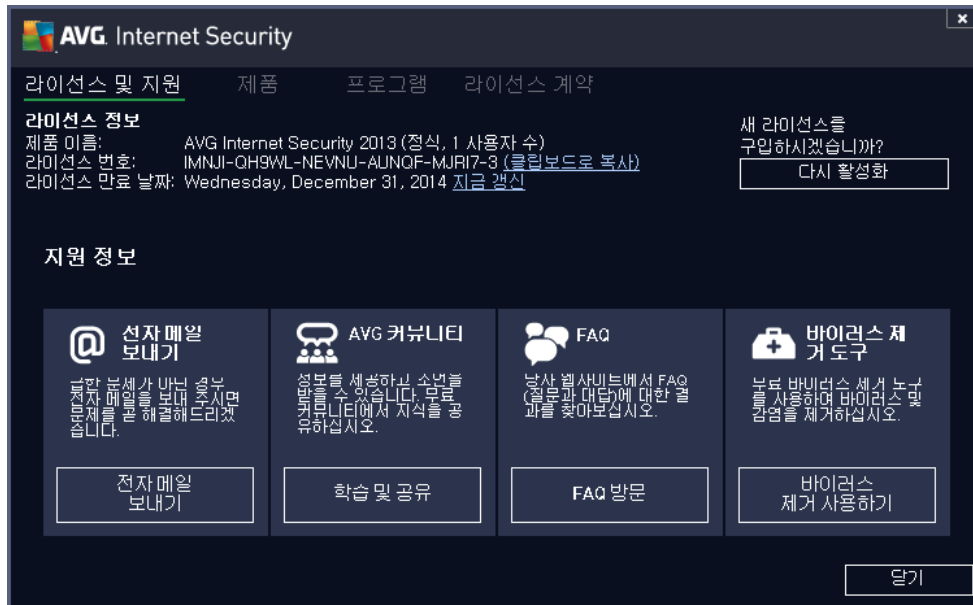 AVG. Internet Security
라이선스 및 지원 제품 프로그램 라이선스 계약
라이선스 정보
제품 이름: AVG Internet Security 2013 (정식, 1 사용자 수)
라이선스 번호: IMNJI-QH9WL-NEVNU-AUNQF-MJRI7-3 (클립보드로 복사)
라이선스 만료 날짜: Wednesday, December 31, 2014 지금 갱신
새 라이선스를
구입하시겠습니까?
다시 활성화
지원 정보
전자 메일
보내기
급한 문제가 아닌 경우
전자 메일을 보내 주시면
문제를 곧 해결해드리겠
습니다.
전자 메일
보내기
AVG 커뮤니티
정보를 제공하고 조언을
받을 수 있습니다. 무료
커뮤니티에서 지식을 공
유하십시오.
학습 및 공유
FAQ
당사 웹 사이트에서 FAQ
(질문과 대답)에 대한 결
과를 찾아보십시오.
FAQ 방문
바이러스 제
거 도구
무료 바이러스 제거 도구
를 사용하여 바이러스 및
감염을 제거하십시오.
바이러스
제거 사용하기
닫기